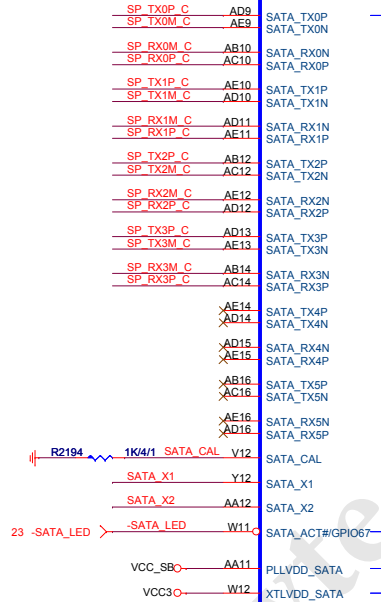 SP_TX0P_C AD9 SATA_TX0P
SP_TX0M_C AE9 SATA_TX0N
SP_RX0M_C AB10 SATA_RX0N
SP_RX0P_C AC10 SATA_RX0P
SP_TX1P_C AE10 SATA_TX1P
SP_TX1M_C AD10 SATA_TX1N
SP_RX1M_C AD11 SATA_RX1N
SP_RX1P_C AE11 SATA_RX1P
SP_TX2P_C AB12 SATA_TX2P
SP_TX2M_C AC12 SATA_TX2N
SP_RX2M_C AE12 SATA_RX2N
SP_RX2P_C AD12 SATA_RX2P
SP_TX3P_C AD13 SATA_TX3P
SP_TX3M_C AE13 SATA_TX3N
SP_RX3M_C AB14 SATA_RX3N
SP_RX3P_C AC14 SATA_RX3P
AE14 SATA_TX4P
AD14 SATA_TX4N
AD15 SATA_RX4N
AE15 SATA_RX4P
AB16 SATA_TX5P
AC16 SATA_TX5N
AE16 SATA_RX5N
AD16 SATA_RX5P
R2194 1K/4/1 SATA_CAL V12 SATA_CAL
SATA_X1 Y12 SATA_X1
SATA_X2 AA12 SATA_X2
23 -SATA_LED -SATA_LED W11 SATA_ACT#/GPIO67
VCC_SB AA11 PLLVDD_SATA
VCC3 W12 XTLVDD_SATA